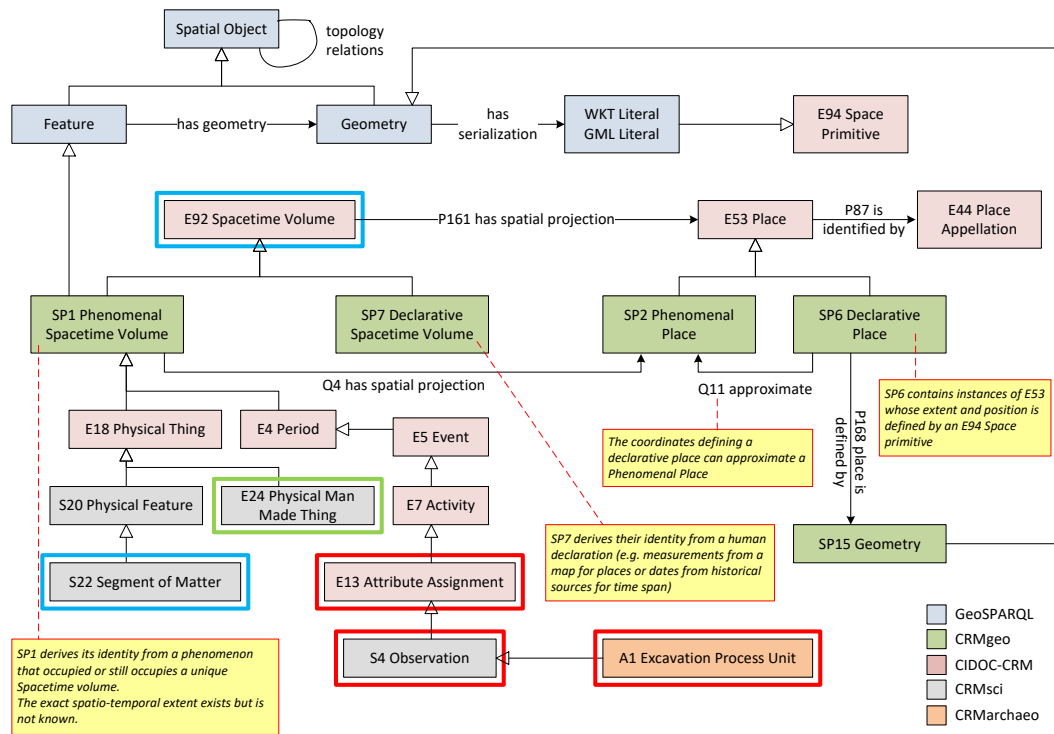 Spatial Object
topology
relations
Feature
has geometry
Geometry
has
serialization
WKT Literal
GML Literal
E94 Space
Primitive
E92 Spacetime Volume
P161 has spatial projection
E53 Place
P87 is
identified by
E44 Place
Appellation
SP1 Phenomenal
Spacetime Volume
SP7 Declarative
Spacetime Volume
SP2 Phenomenal
Place
SP6 Declarative
Place
Q4 has spatial projection
Q11 approximate
SP6 contains instances of E53
whose extent and position is
defined by an E94 Space
primitive
E18 Physical Thing
E4 Period
E5 Event
The coordinates defining a
declarative place can approximate a
Phenomenal Place
P168 place is
defined by
S20 Physical Feature
E24 Physical Man
Made Thing
E7 Activity
SP7 derives their identity from a human
declaration (e.g. measurements from a
map for places or dates from historical
sources for time span)
SP15 Geometry
S22 Segment of Matter
E13 Attribute Assignment
SP1 derives its identity from a phenomenon
that occupied or still occupies a unique
Spacetime volume.
The exact spatio-temporal extent exists but is
not known.
S4 Observation
A1 Excavation Process Unit
GeoSPARQL
CRMgeo
CIDOC-CRM
CRMsci
CRMarchaeo